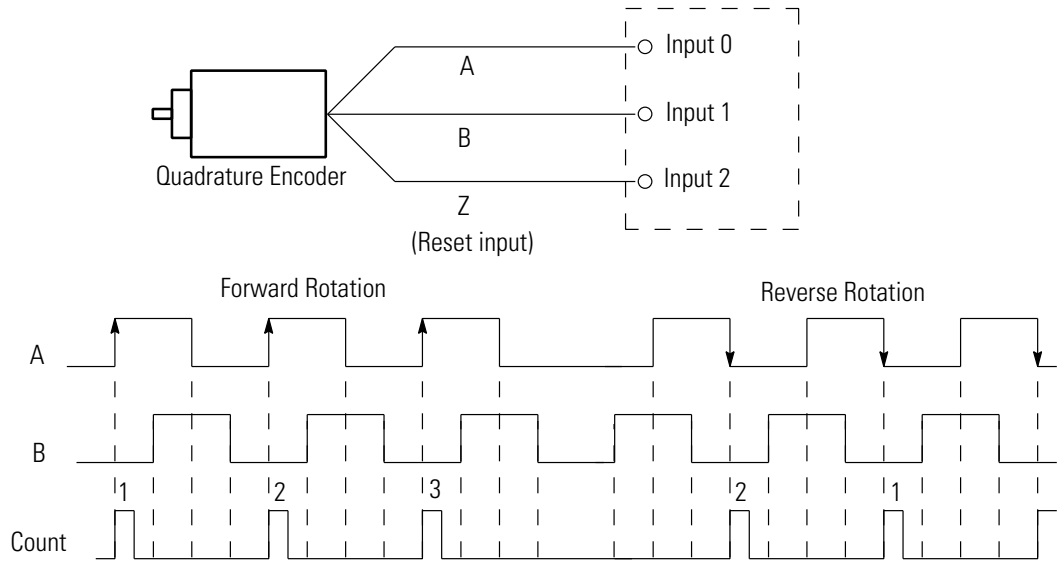 Input 0
A
Input 1
B
Input 2
Quadrature Encoder
Z
(Reset input)
Forward Rotation
Reverse Rotation
A
B
1
2
3
2
1
Count